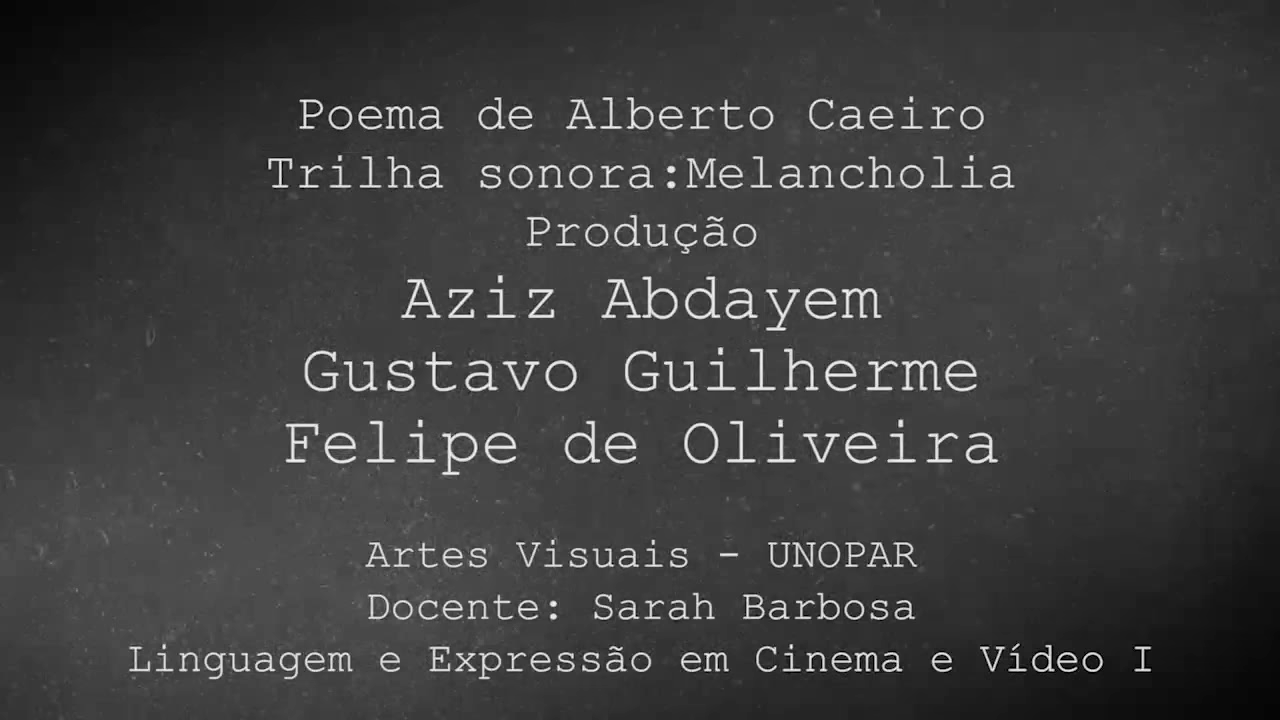 Poema de Alberto Caeiro
Trilha sonora:Melancholia
Produção
Aziz Abdayem
Gustavo Guilherme
Felipe de Oliveira
Artes Visuais - UNOPAR
Docente: Sarah Barbosa
Linguagem e Expressão em Cinema e Vídeo I